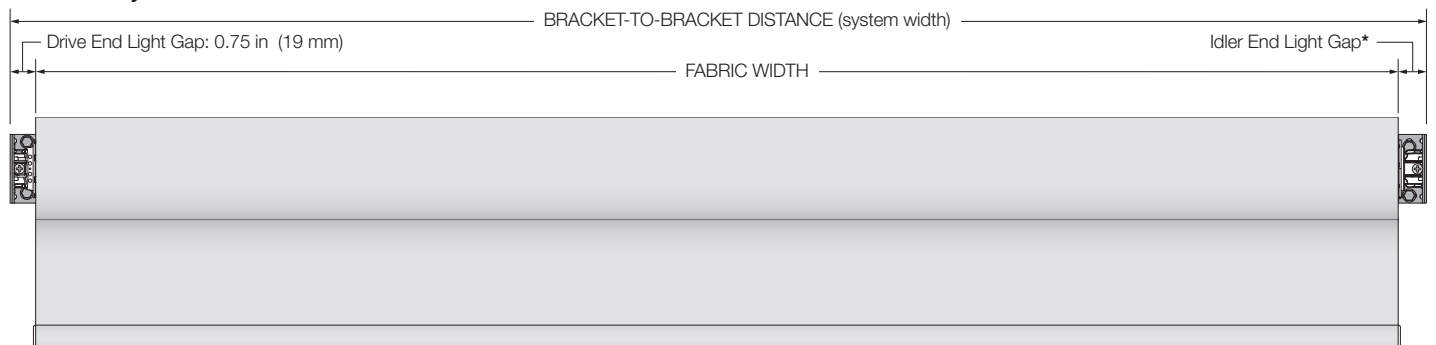 BRACKET-TO-BRACKET DISTANCE (system width)
Drive End Light Gap: 0.75 in (19 mm)
Idler End Light Gap*
FABRIC WIDTH